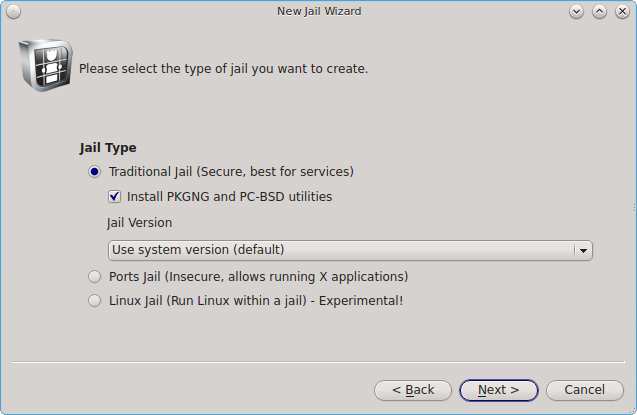 New Jail Wizard
Please select the type of jail you want to create.
Jail Type
Traditional Jail (Secure, best for services)
Install PKGNG and PC-BSD utilities
Jail Version
Use system version (default)
Ports Jail (Insecure, allows running X applications)
Linux Jail (Run Linux within a jail) - Experimental!
< Back Next > Cancel